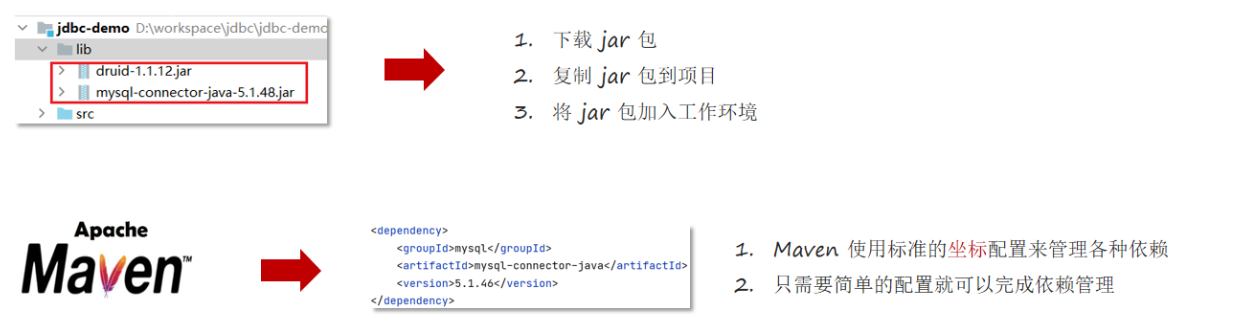 jdbc-demo D:\workspace\jdbc\jdbc-demo
lib
druid-1.1.12.jar
mysql-connector-java-5.1.48.jar
src
1. 下载 jar 包
2. 复制 jar 包到项目
3. 将 jar 包加入工作环境
Apache
Maven™
<dependency>
<groupId>mysql</groupId>
<artifactId>mysql-connector-java</artifactId>
<version>5.1.46</version>
</dependency>
1. Maven 使用标准的坐标配置来管理各种依赖
2. 只需要简单的配置就可以完成依赖管理